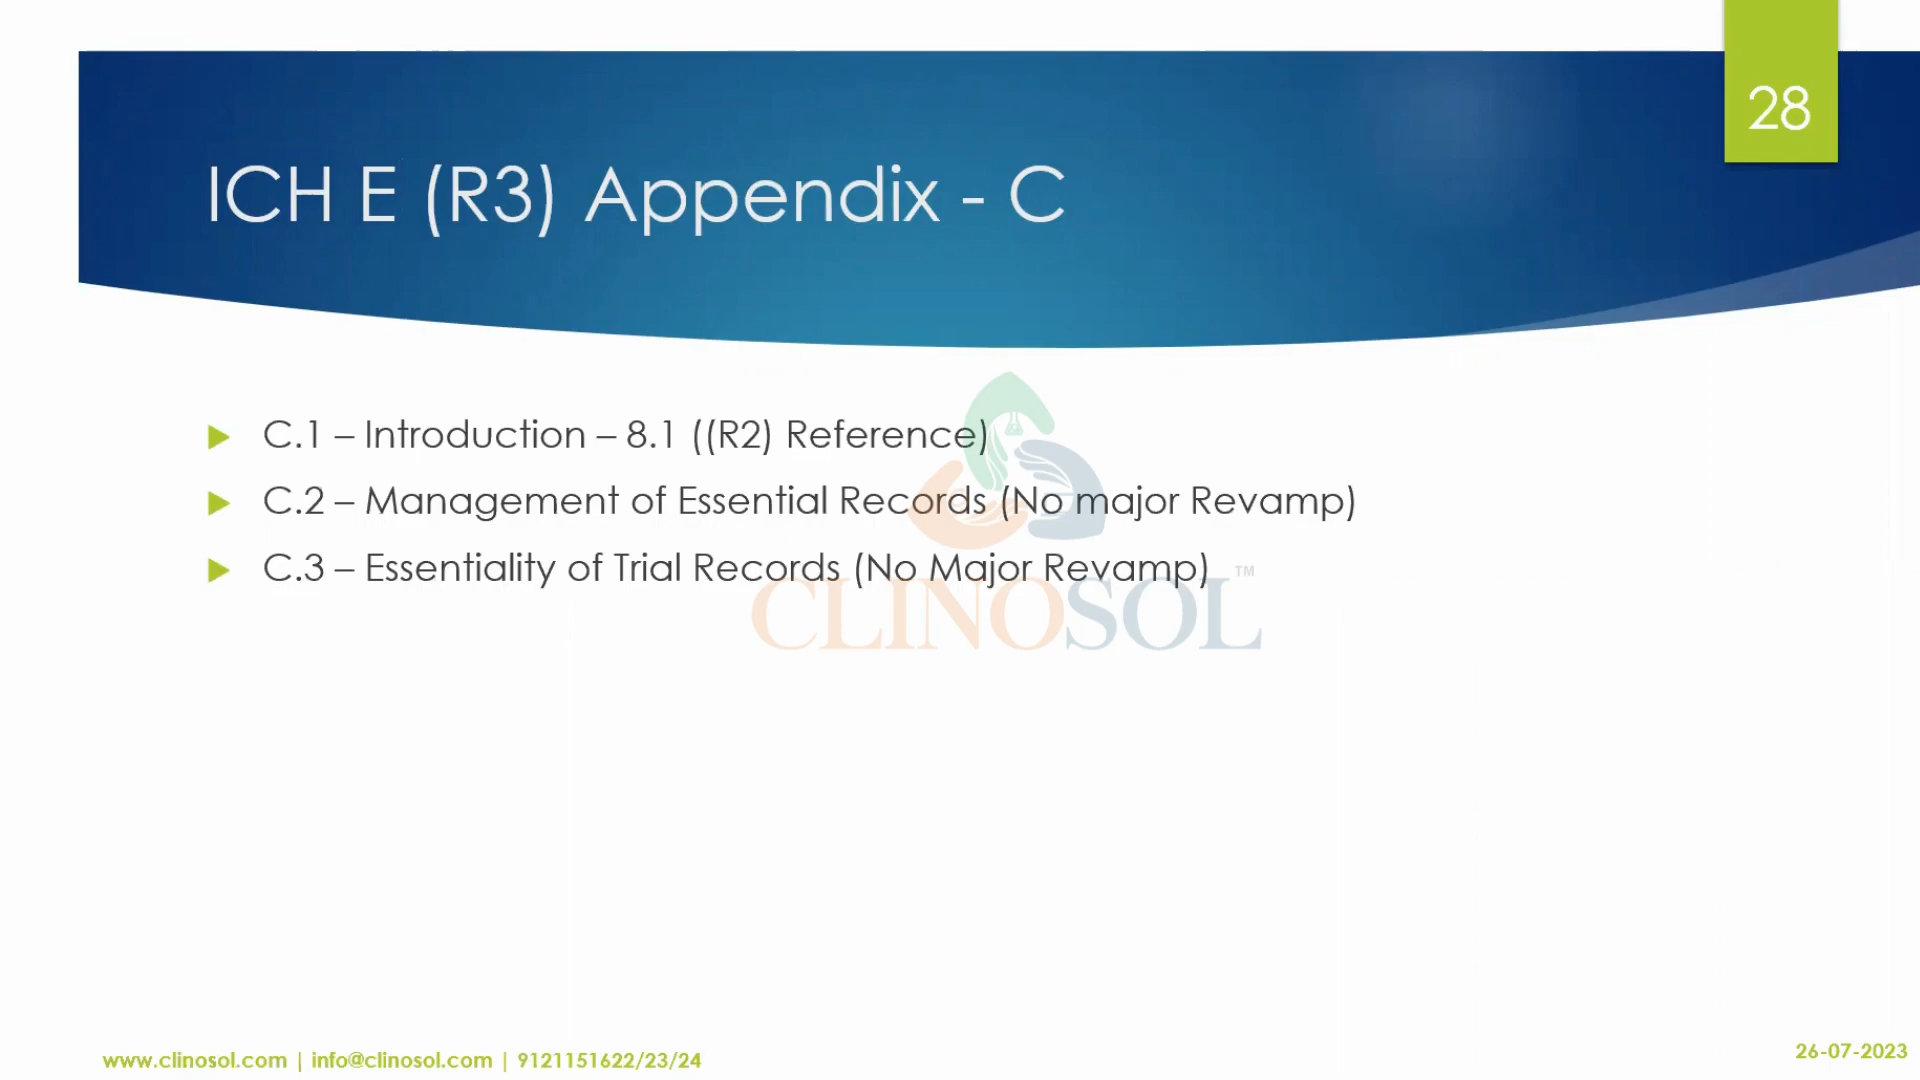 28
ICH E (R3) Appendix - C
C.1 – Introduction – 8.1 ((R2) Reference)
C.2 – Management of Essential Records (No major Revamp)
C.3 – Essentiality of Trial Records (No Major Revamp)
CLINOSOL™
www.clinosol.com | info@clinosol.com | 9121151622/23/24
26-07-2023